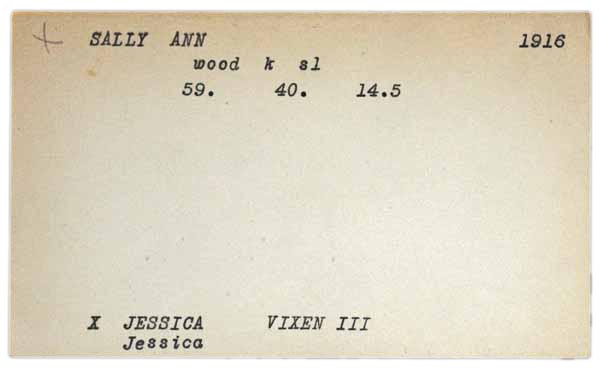 SALLY ANN 1916
wood k sl
59. 40. 14.5
X JESSICA VIXEN III
Jessica